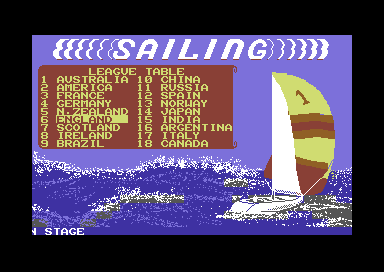 SAILING
LEAGUE TABLE
1 AUSTRALIA 10 CHINA
2 AMERICA 11 RUSSIA
3 FRANCE 12 SPAIN
4 GERMANY 13 NORWAY
5 N.ZEALAND 14 JAPAN
6 ENGLAND 15 INDIA
7 SCOTLAND 16 ARGENTINA
8 IRELAND 17 ITALY
9 BRAZIL 18 CANADA
1
N STAGE